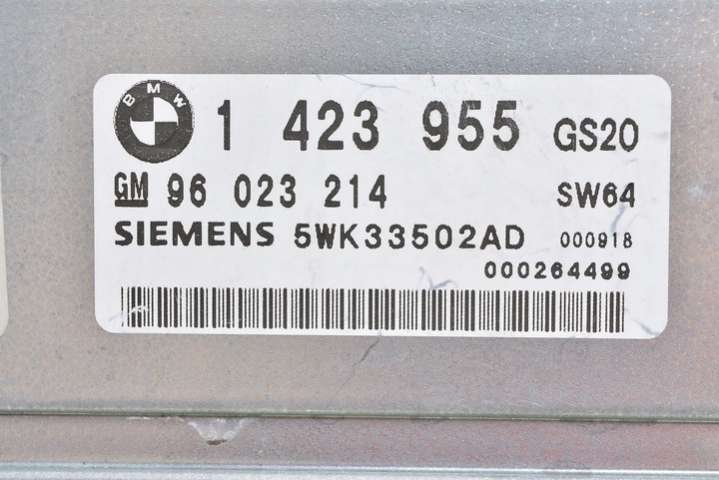 BMW 1 423 955 GS20
GM 96 023 214 SW64
SIEMENS 5WK33502AD 000918
000264499